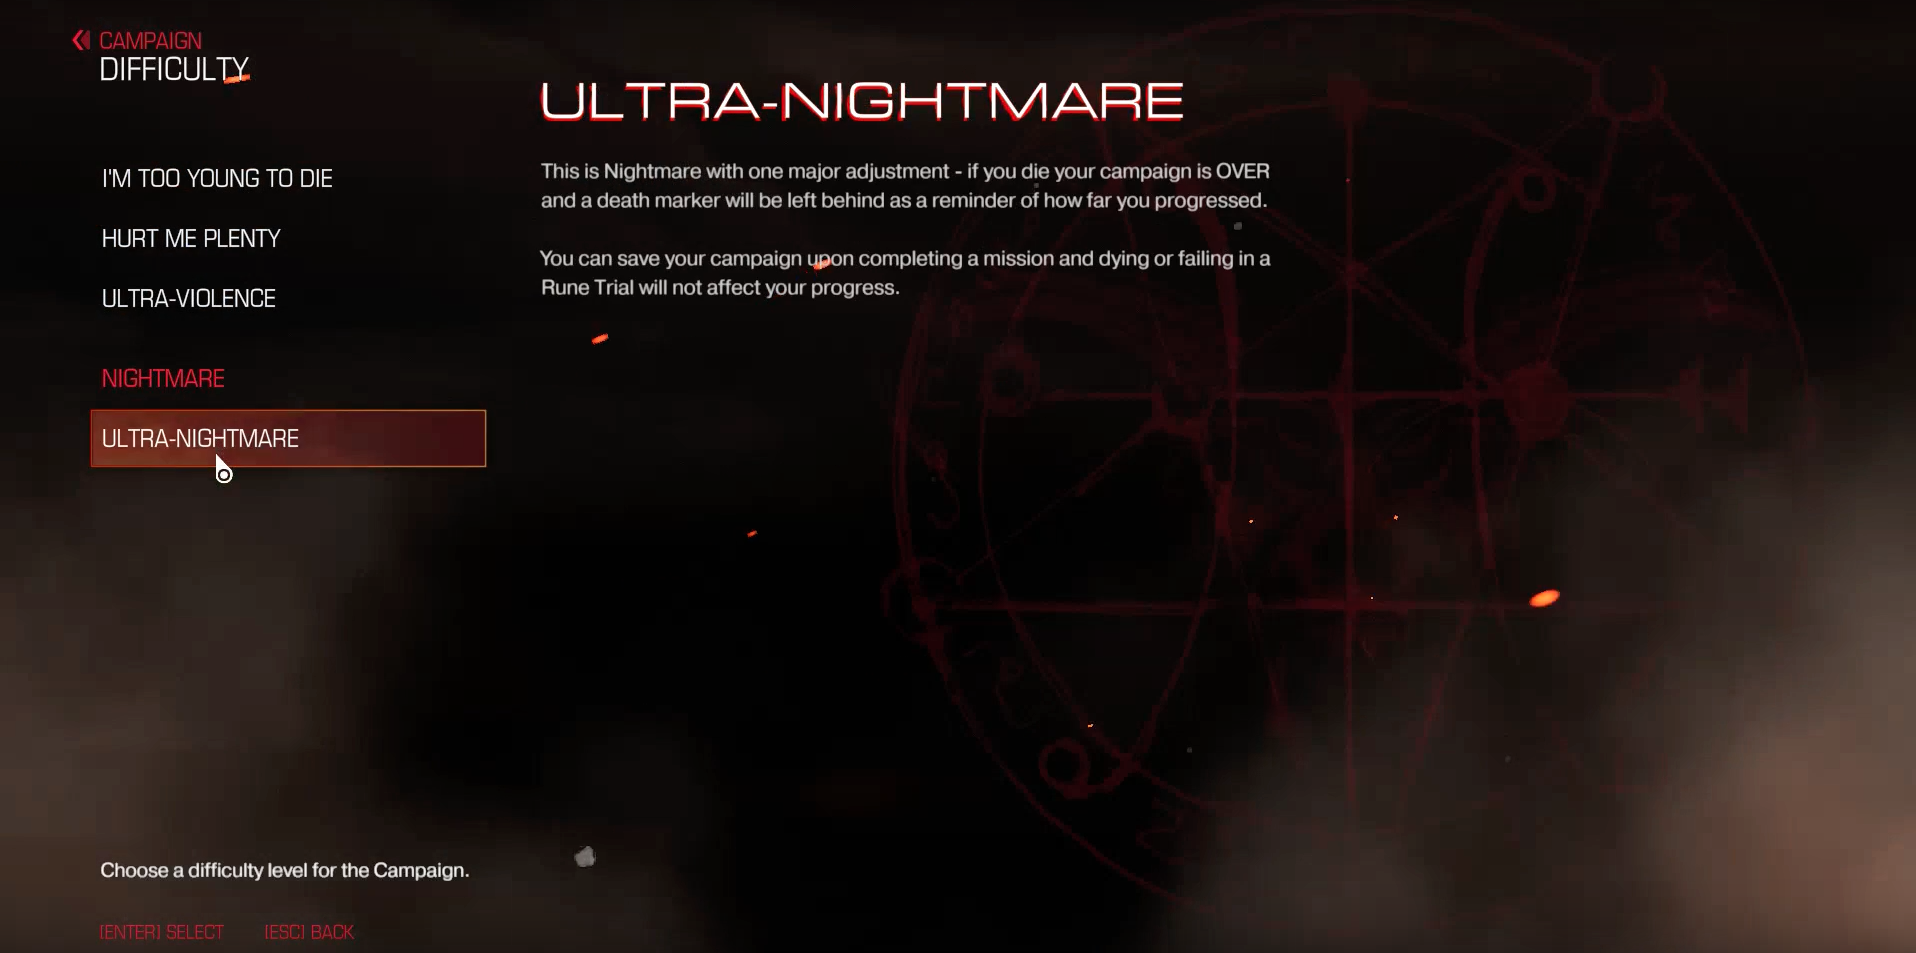 CAMPAIGN
DIFFICULTY
I'M TOO YOUNG TO DIE
HURT ME PLENTY
ULTRA-VIOLENCE
NIGHTMARE
ULTRA-NIGHTMARE
ULTRA-NIGHTMARE
This is Nightmare with one major adjustment - if you die your campaign is OVER
and a death marker will be left behind as a reminder of how far you progressed.
You can save your campaign upon completing a mission and dying or failing in a
Rune Trial will not affect your progress.
Choose a difficulty level for the Campaign.
[ENTER] SELECT [ESC] BACK